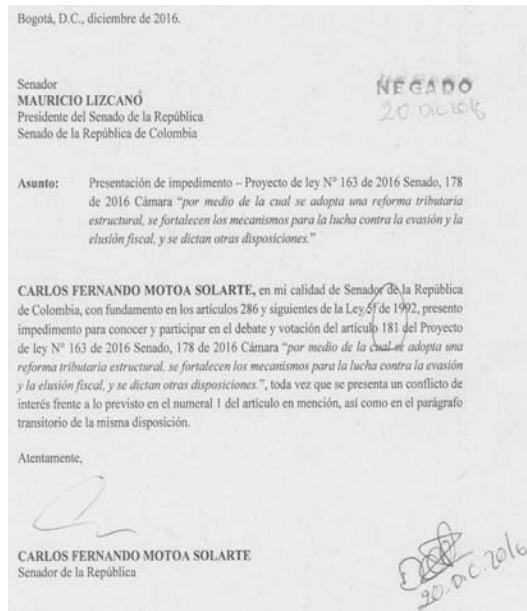 Bogotá, D.C., diciembre de 2016.
Senador
MAURICIO LIZCANO
Presidente del Senado de la República
Senado de la República de Colombia
NEGADO
20. Dic 2016
Asunto: Presentación de impedimento – Proyecto de ley N° 163 de 2016 Senado, 178
de 2016 Cámara “por medio de la cual se adopta una reforma tributaria
estructural, se fortalecen los mecanismos para la lucha contra la evasión y la
elusión fiscal, y se dictan otras disposiciones.”
CARLOS FERNANDO MOTOA SOLARTE, en mi calidad de Senador de la República
de Colombia, con fundamento en los artículos 286 y siguientes de la Ley 5ª de 1992, presento
impedimento para conocer y participar en el debate y votación del artículo 181 del Proyecto
de ley N° 163 de 2016 Senado, 178 de 2016 Cámara “por medio de la cual se adopta una
reforma tributaria estructural, se fortalecen los mecanismos para la lucha contra la evasión
y la elusión fiscal, y se dictan otras disposiciones.”, toda vez que se presenta un conflicto de
interés frente a lo previsto en el numeral 1 del artículo en mención, así como en el parágrafo
transitorio de la misma disposición.
Atentamente,
CARLOS FERNANDO MOTOA SOLARTE
Senador de la República
20. Dic. 2016